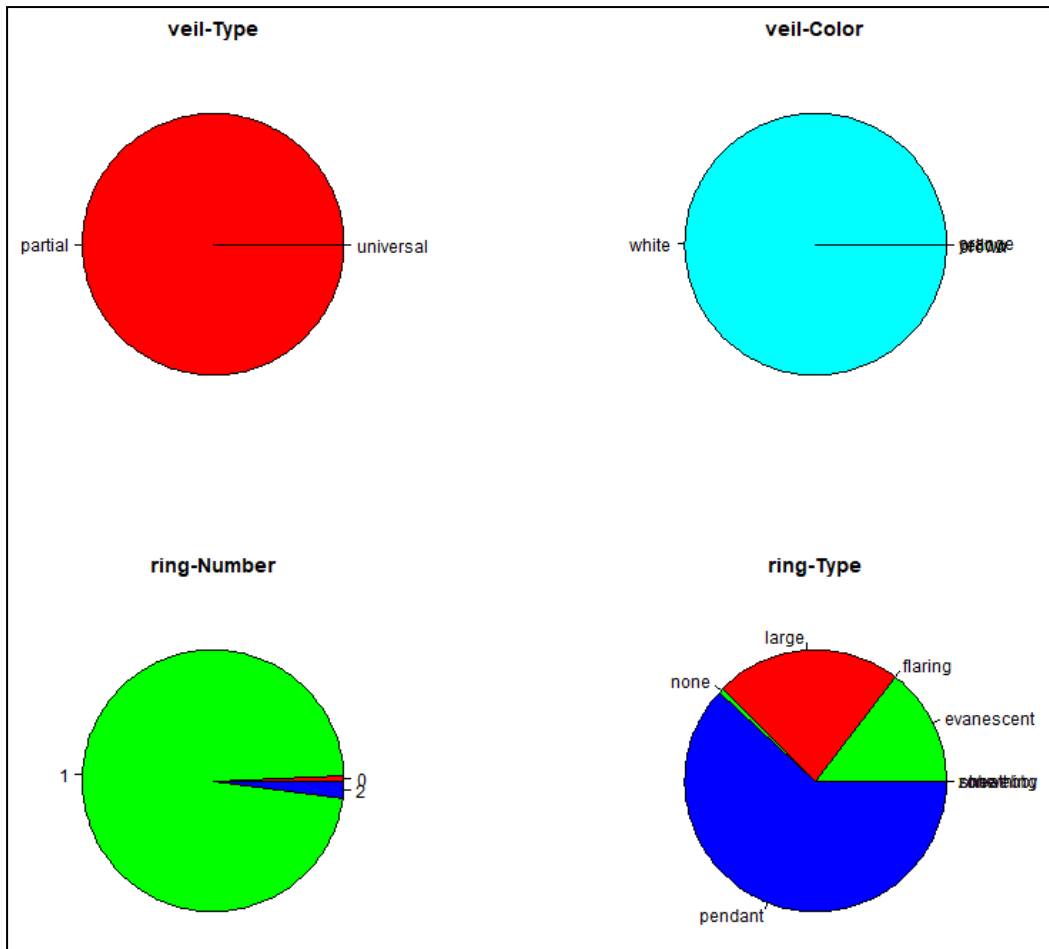 veil-Type
veil-Color
partial
universal
white
ring-Number
ring-Type
1
0
2
large
flaring
none
evanescent
pendant